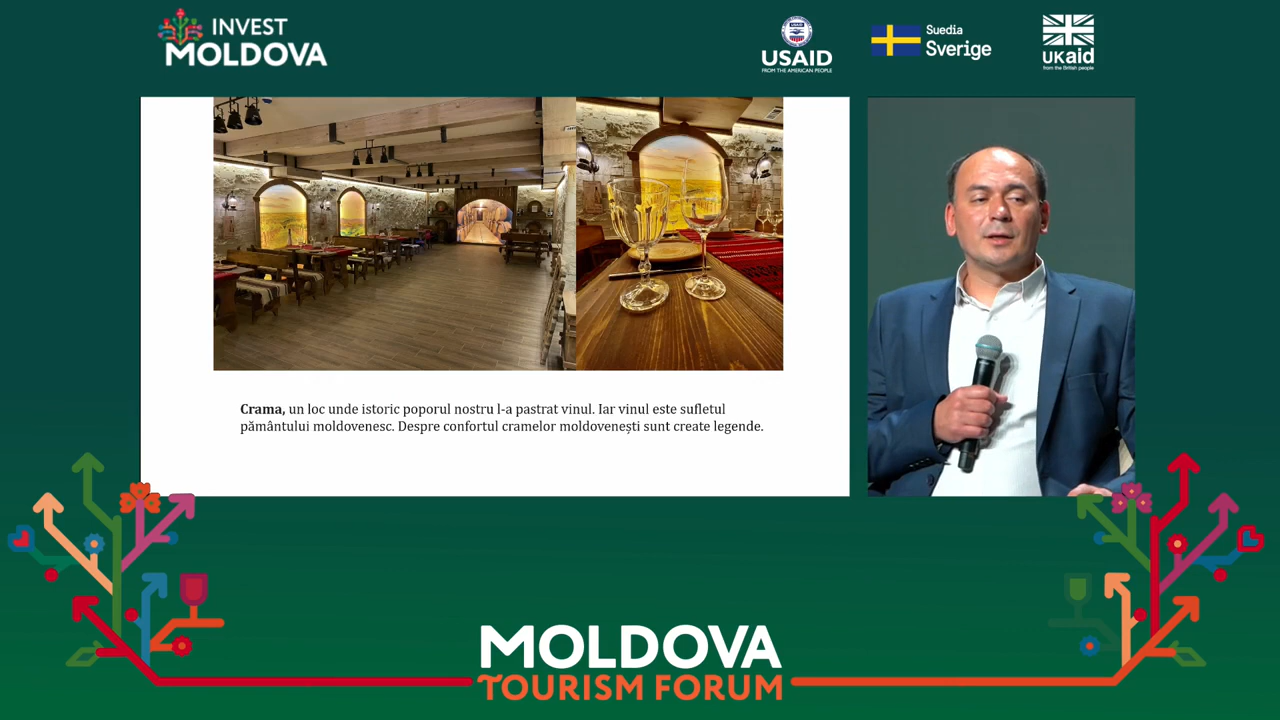 INVEST
MOLDOVA
USAID
FROM THE AMERICAN PEOPLE
Suedia
Sverige
UKaid
from the British people
Crama, un loc unde istoric poporul nostru l-a pastrat vinul. Iar vinul este sufletul
pământului moldovenesc. Despre confortul cramelor moldovenești sunt create legende.
MOLDOVA
TOURISM FORUM